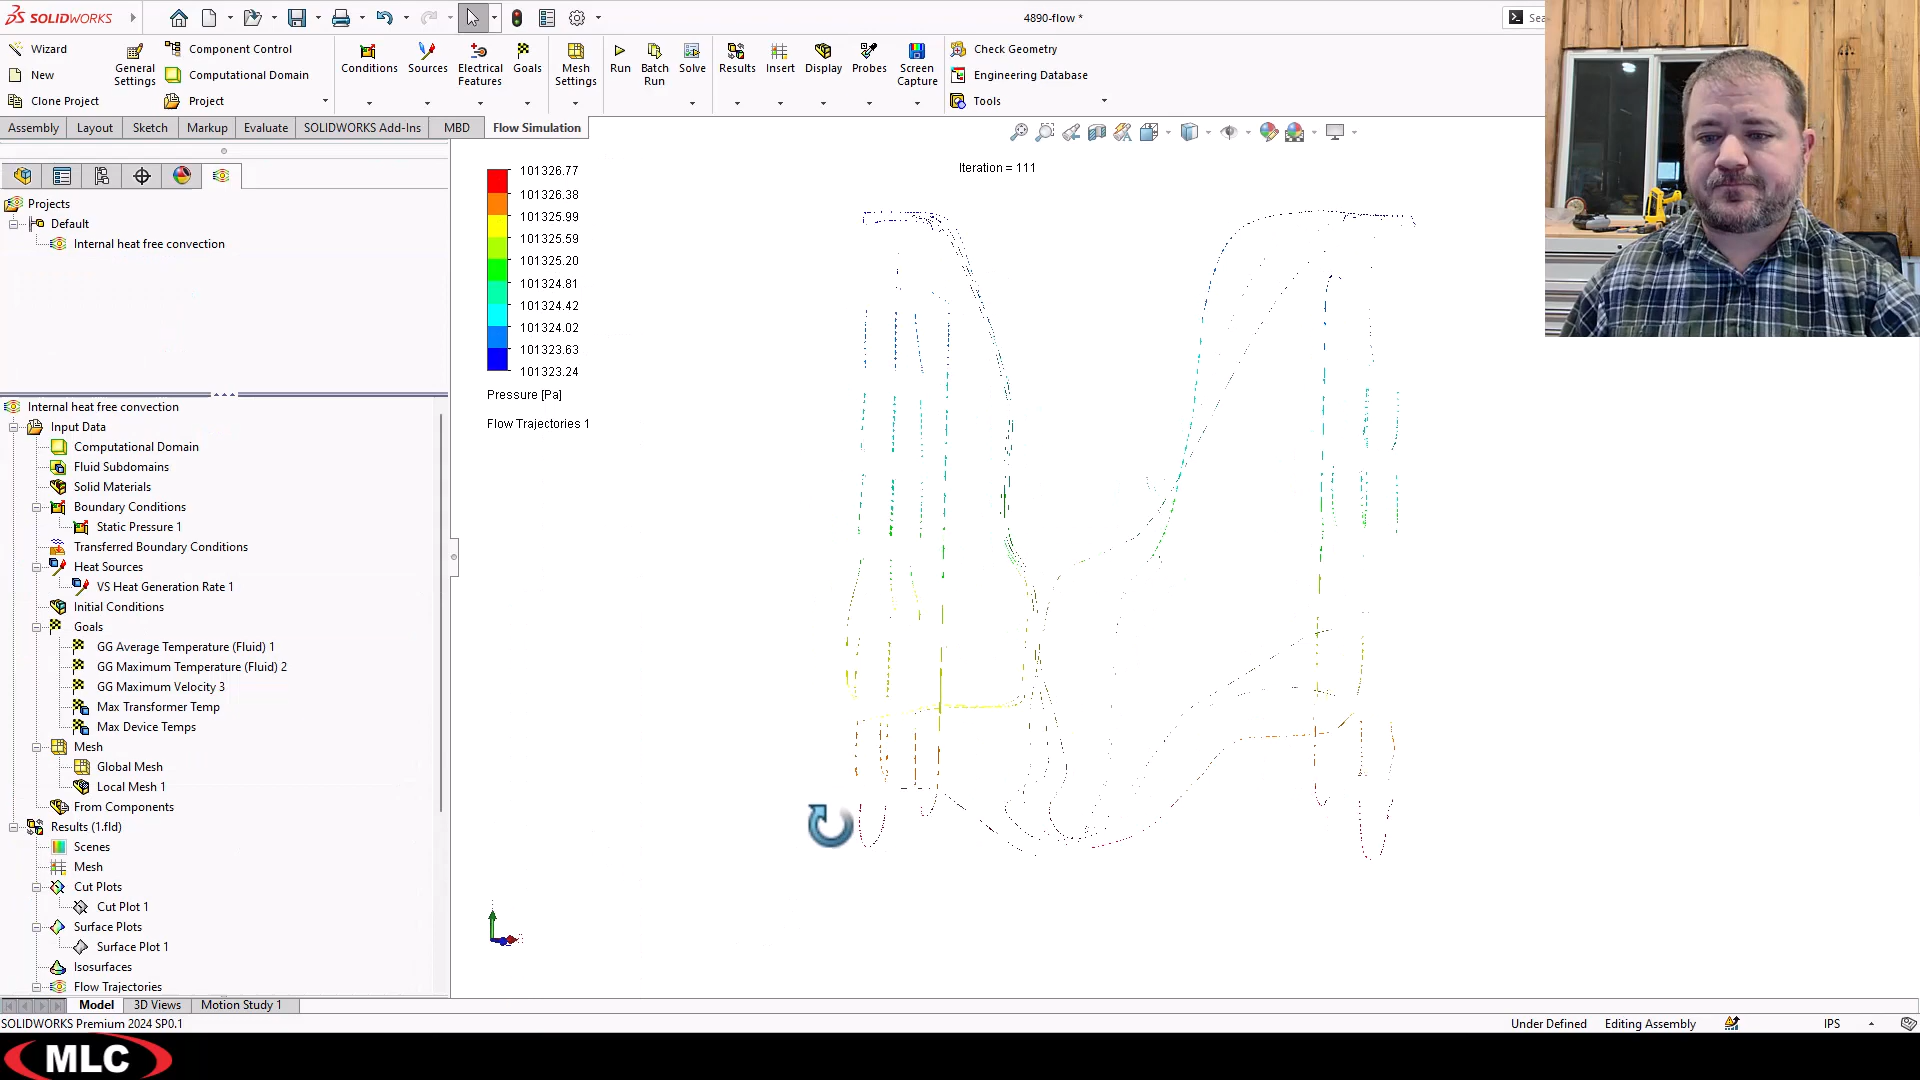 SOLIDWORKS
4890-flow *
Sea
Wizard
New
Clone Project
General
Settings
Component Control
Computational Domain
Project
Conditions
Sources
Electrical
Features
Goals
Mesh
Settings
Run
Batch
Run
Solve
Results
Insert
Display
Probes
Screen
Capture
Check Geometry
Engineering Database
Tools
Assembly
Layout
Sketch
Markup
Evaluate
SOLIDWORKS Add-Ins
MBD
Flow Simulation
Projects
Default
Internal heat free convection
Internal heat free convection
Input Data
Computational Domain
Fluid Subdomains
Solid Materials
Boundary Conditions
Static Pressure 1
Transferred Boundary Conditions
Heat Sources
VS Heat Generation Rate 1
Initial Conditions
Goals
GG Average Temperature (Fluid) 1
GG Maximum Temperature (Fluid) 2
GG Maximum Velocity 3
Max Transformer Temp
Max Device Temps
Mesh
Global Mesh
Local Mesh 1
From Components
Results (1.fld)
Scenes
Mesh
Cut Plots
Cut Plot 1
Surface Plots
Surface Plot 1
Isosurfaces
Flow Trajectories
101326.77
101326.38
101325.99
101325.59
101325.20
101324.81
101324.42
101324.02
101323.63
101323.24
Pressure [Pa]
Flow Trajectories 1
Iteration = 111
Model
3D Views
Motion Study 1
SOLIDWORKS Premium 2024 SP0.1
Under Defined
Editing Assembly
IPS
MLC